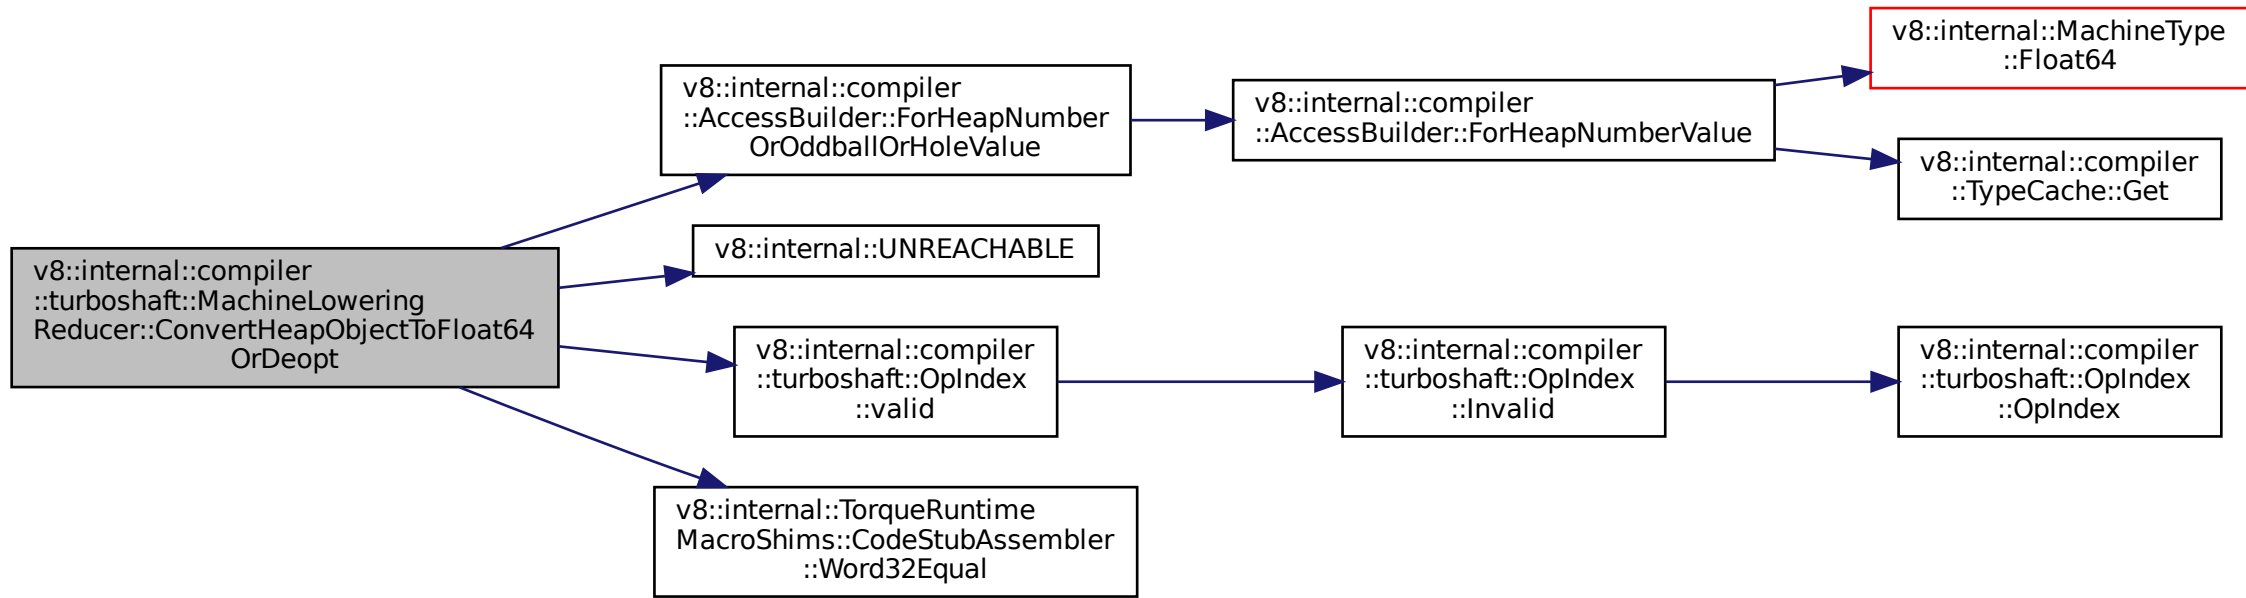 v8::internal::compiler
::turboshaft::MachineLowering
Reducer::ConvertHeapObjectToFloat64
OrDeopt
v8::internal::compiler
::AccessBuilder::ForHeapNumber
OrOddballOrHoleValue
v8::internal::compiler
::AccessBuilder::ForHeapNumberValue
v8::internal::MachineType
::Float64
v8::internal::compiler
::TypeCache::Get
v8::internal::UNREACHABLE
v8::internal::compiler
::turboshaft::OpIndex
::valid
v8::internal::compiler
::turboshaft::OpIndex
::Invalid
v8::internal::compiler
::turboshaft::OpIndex
::OpIndex
v8::internal::TorqueRuntime
MacroShims::CodeStubAssembler
::Word32Equal